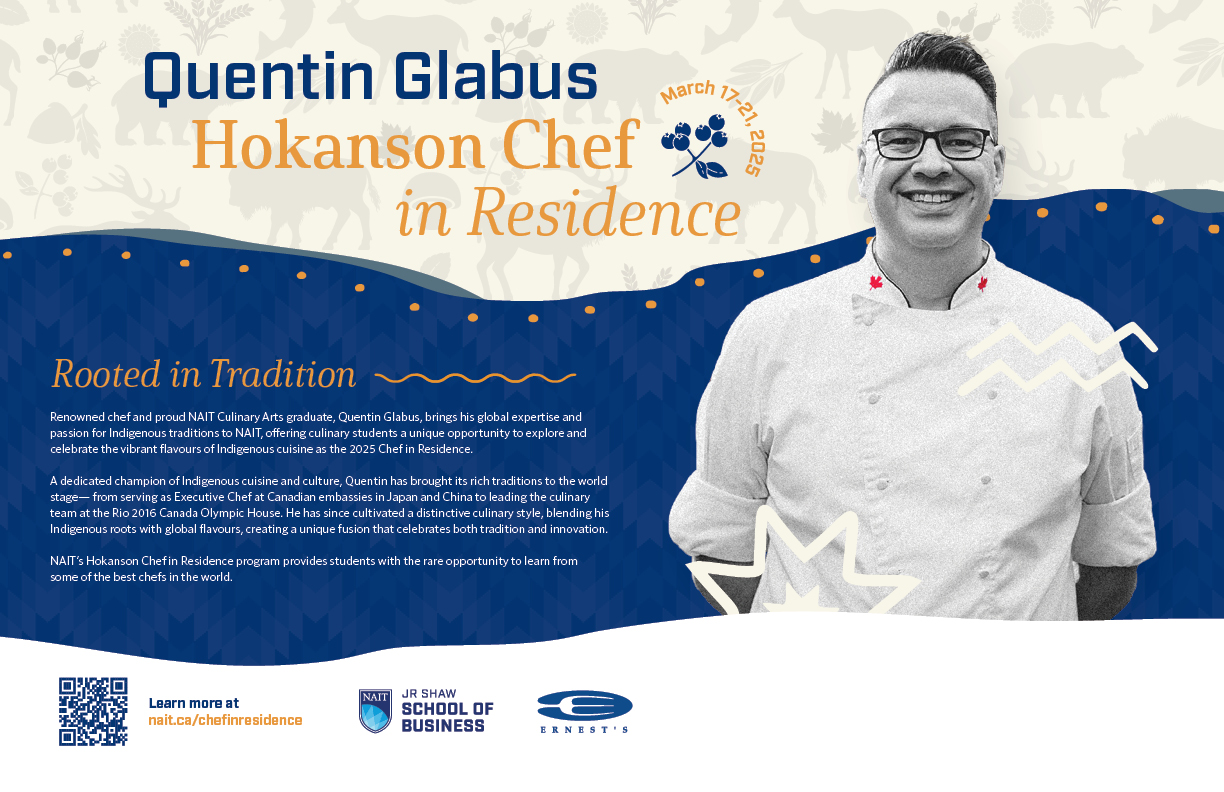 Quentin Glabus
Hokanson Chef
in Residence
March 17-21, 2025
Rooted in Tradition
Renowned chef and proud NAIT Culinary Arts graduate, Quentin Glabus, brings his global expertise and
passion for Indigenous traditions to NAIT, offering culinary students a unique opportunity to explore and
celebrate the vibrant flavours of Indigenous cuisine as the 2025 Chef in Residence.
A dedicated champion of Indigenous cuisine and culture, Quentin has brought its rich traditions to the world
stage— from serving as Executive Chef at Canadian embassies in Japan and China to leading the culinary
team at the Rio 2016 Canada Olympic House. He has since cultivated a distinctive culinary style, blending his
Indigenous roots with global flavours, creating a unique fusion that celebrates both tradition and innovation.
NAIT's Hokanson Chef in Residence program provides students with the rare opportunity to learn from
some of the best chefs in the world.
Learn more at
nait.ca/chefinresidence
NAIT
JR SHAW
SCHOOL OF
BUSINESS
ERNEST'S